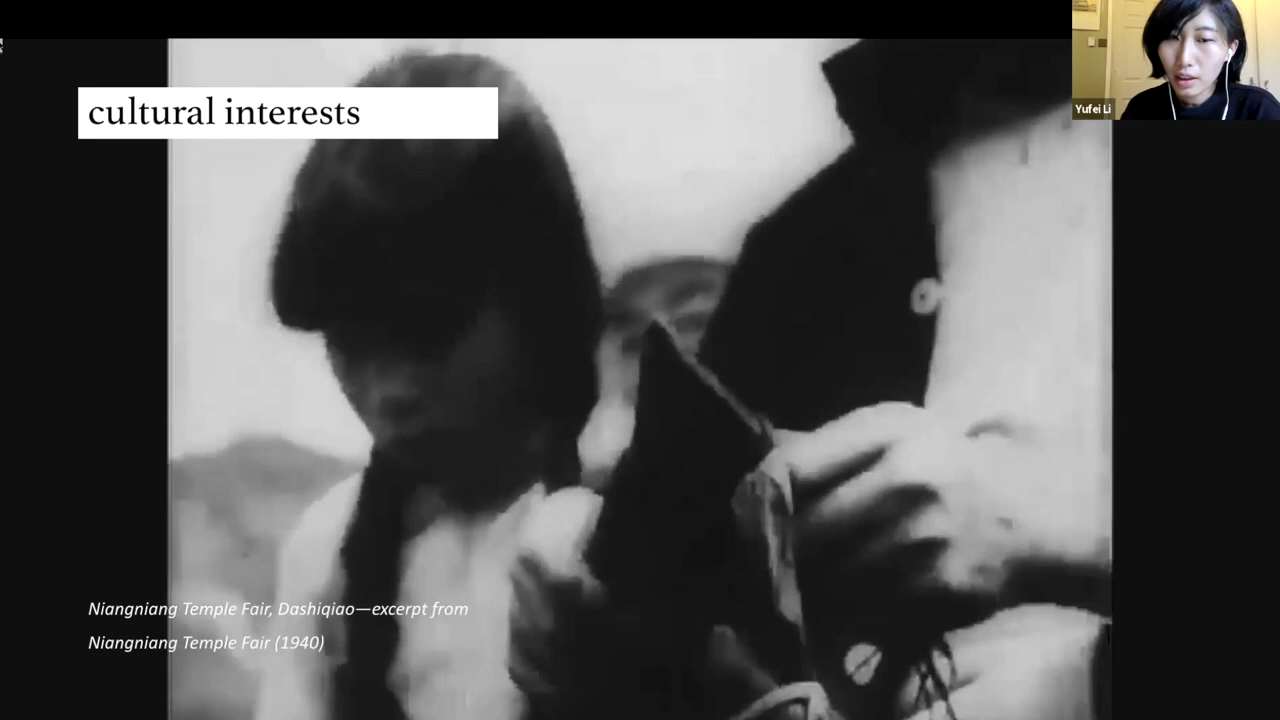 cultural interests
Yufei Li
Niangniang Temple Fair, Dashiqiao—excerpt from
Niangniang Temple Fair (1940)